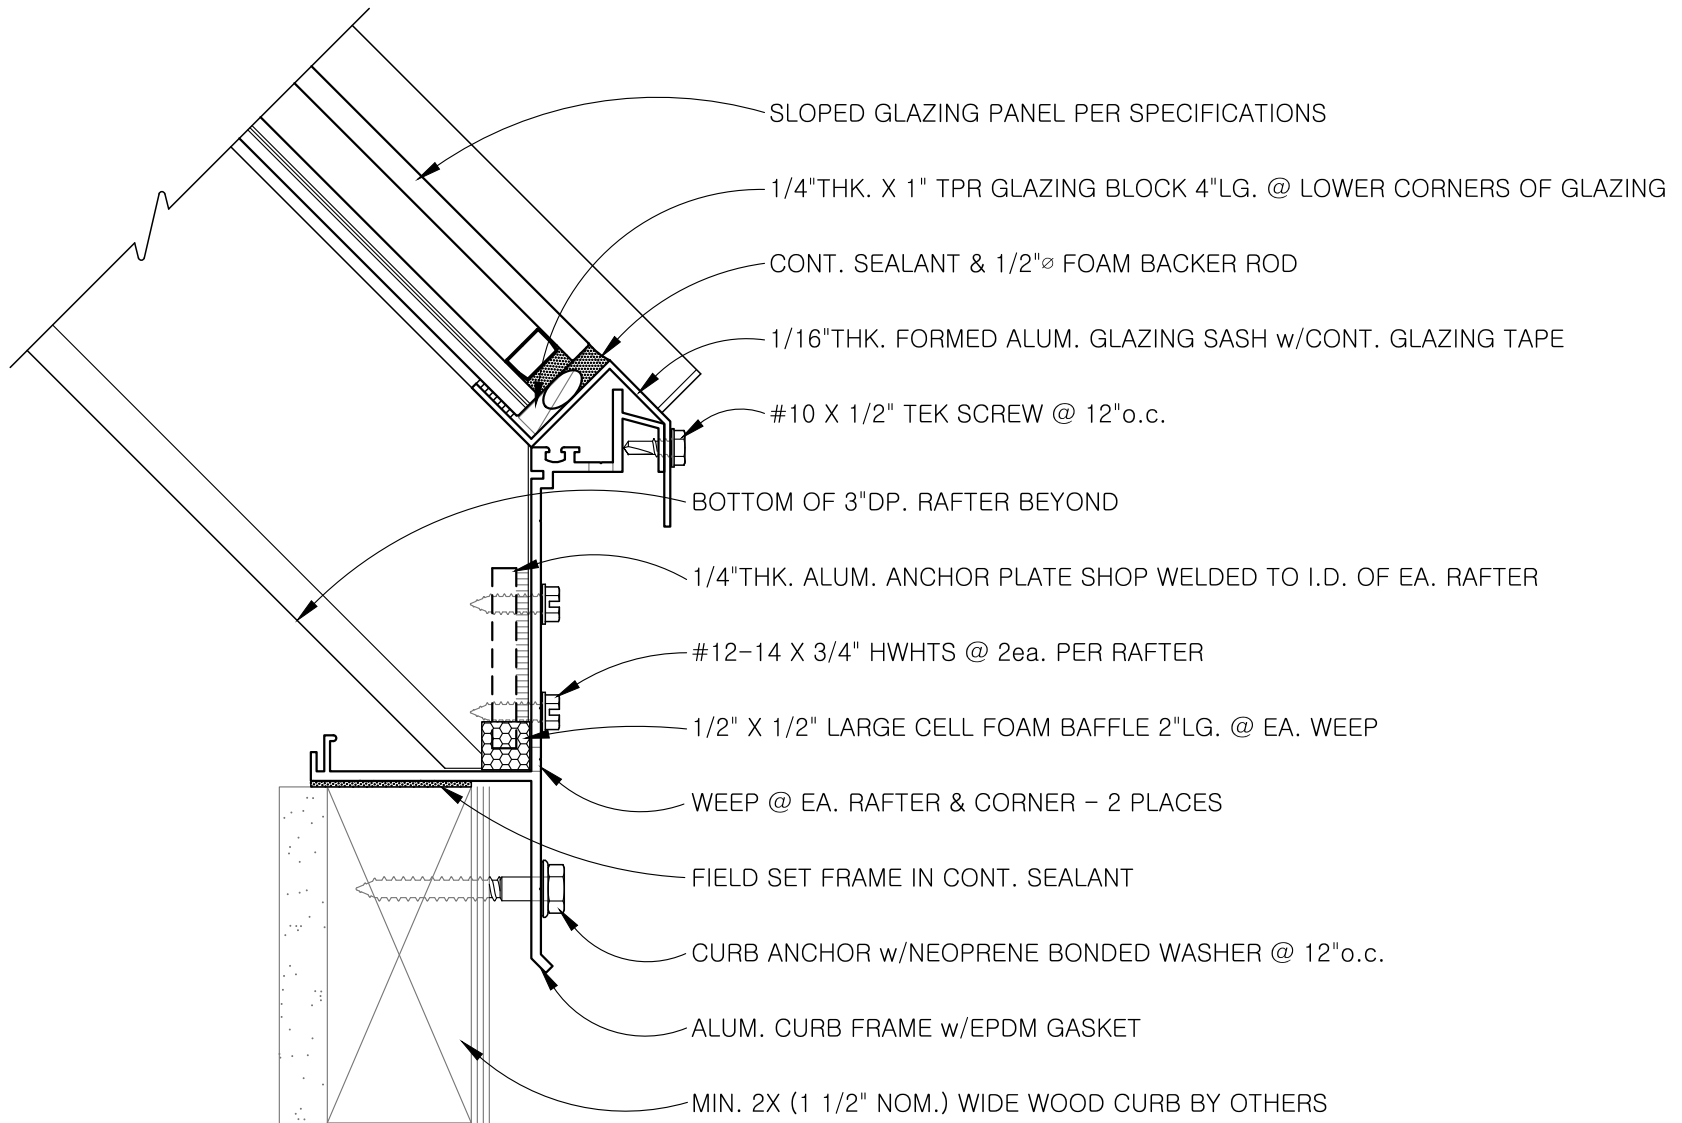 SLOPED GLAZING PANEL PER SPECIFICATIONS
1/4"THK. X 1" TPR GLAZING BLOCK 4"LG. @ LOWER CORNERS OF GLAZING
CONT. SEALANT & 1/2"⌀ FOAM BACKER ROD
1/16"THK. FORMED ALUM. GLAZING SASH w/CONT. GLAZING TAPE
#10 X 1/2" TEK SCREW @ 12"o.c.
BOTTOM OF 3"DP. RAFTER BEYOND
1/4"THK. ALUM. ANCHOR PLATE SHOP WELDED TO I.D. OF EA. RAFTER
#12-14 X 3/4" HWHTS @ 2ea. PER RAFTER
1/2" X 1/2" LARGE CELL FOAM BAFFLE 2"LG. @ EA. WEEP
WEEP @ EA. RAFTER & CORNER - 2 PLACES
FIELD SET FRAME IN CONT. SEALANT
CURB ANCHOR w/NEOPRENE BONDED WASHER @ 12"o.c.
ALUM. CURB FRAME w/EPDM GASKET
MIN. 2X (1 1/2" NOM.) WIDE WOOD CURB BY OTHERS